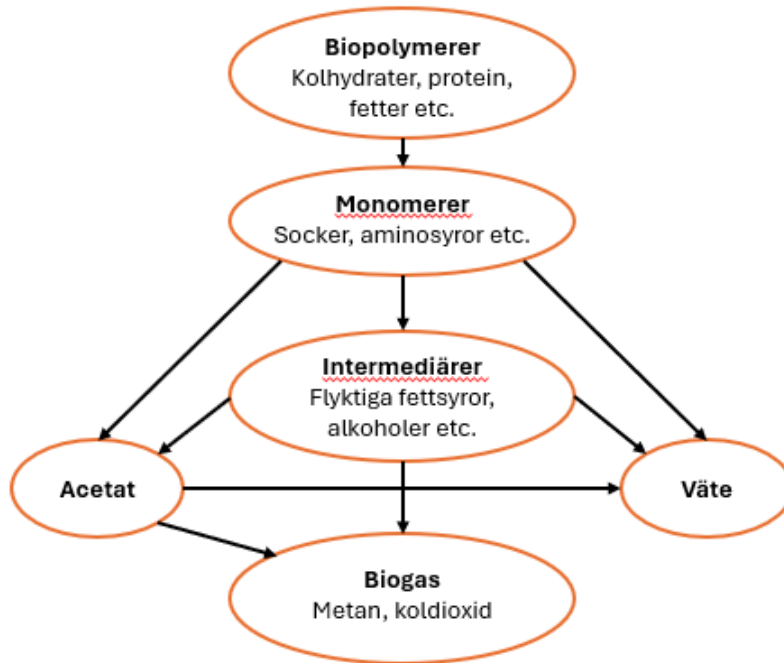 Biopolymerer
Kolhydrater, protein,
fetter etc.
Monomerer
Socker, aminosyror etc.
Intermediärer
Flyktiga fettsyror,
alkoholer etc.
Acetat
Väte
Biogas
Metan, koldioxid